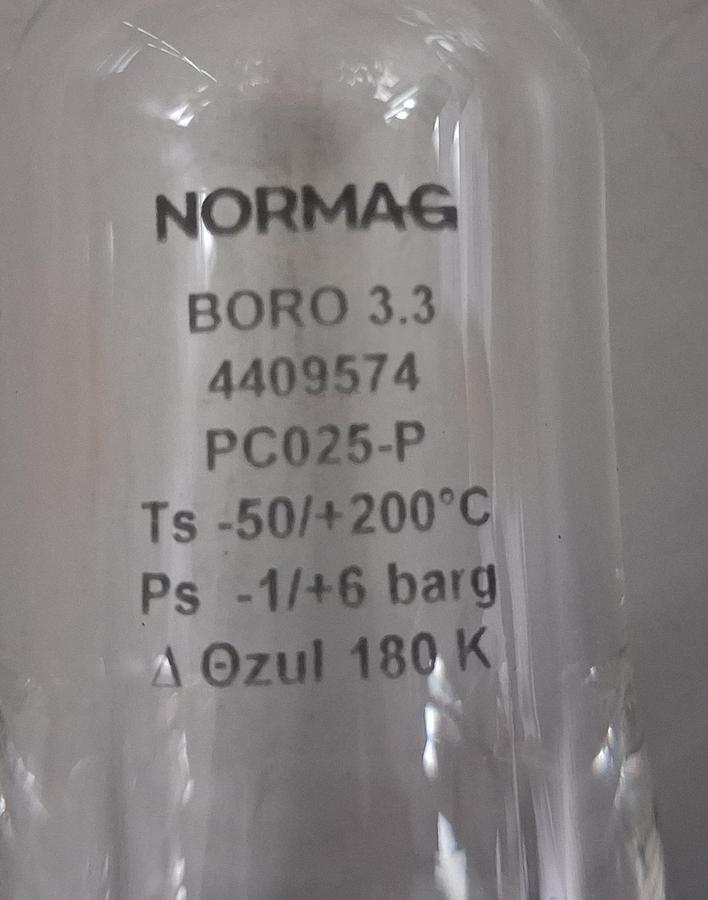 NORMAG
BORO 3.3
4409574
PC025-P
Ts -50/+200°C
Ps -1/+6 barg
Δ Θzul 180 K